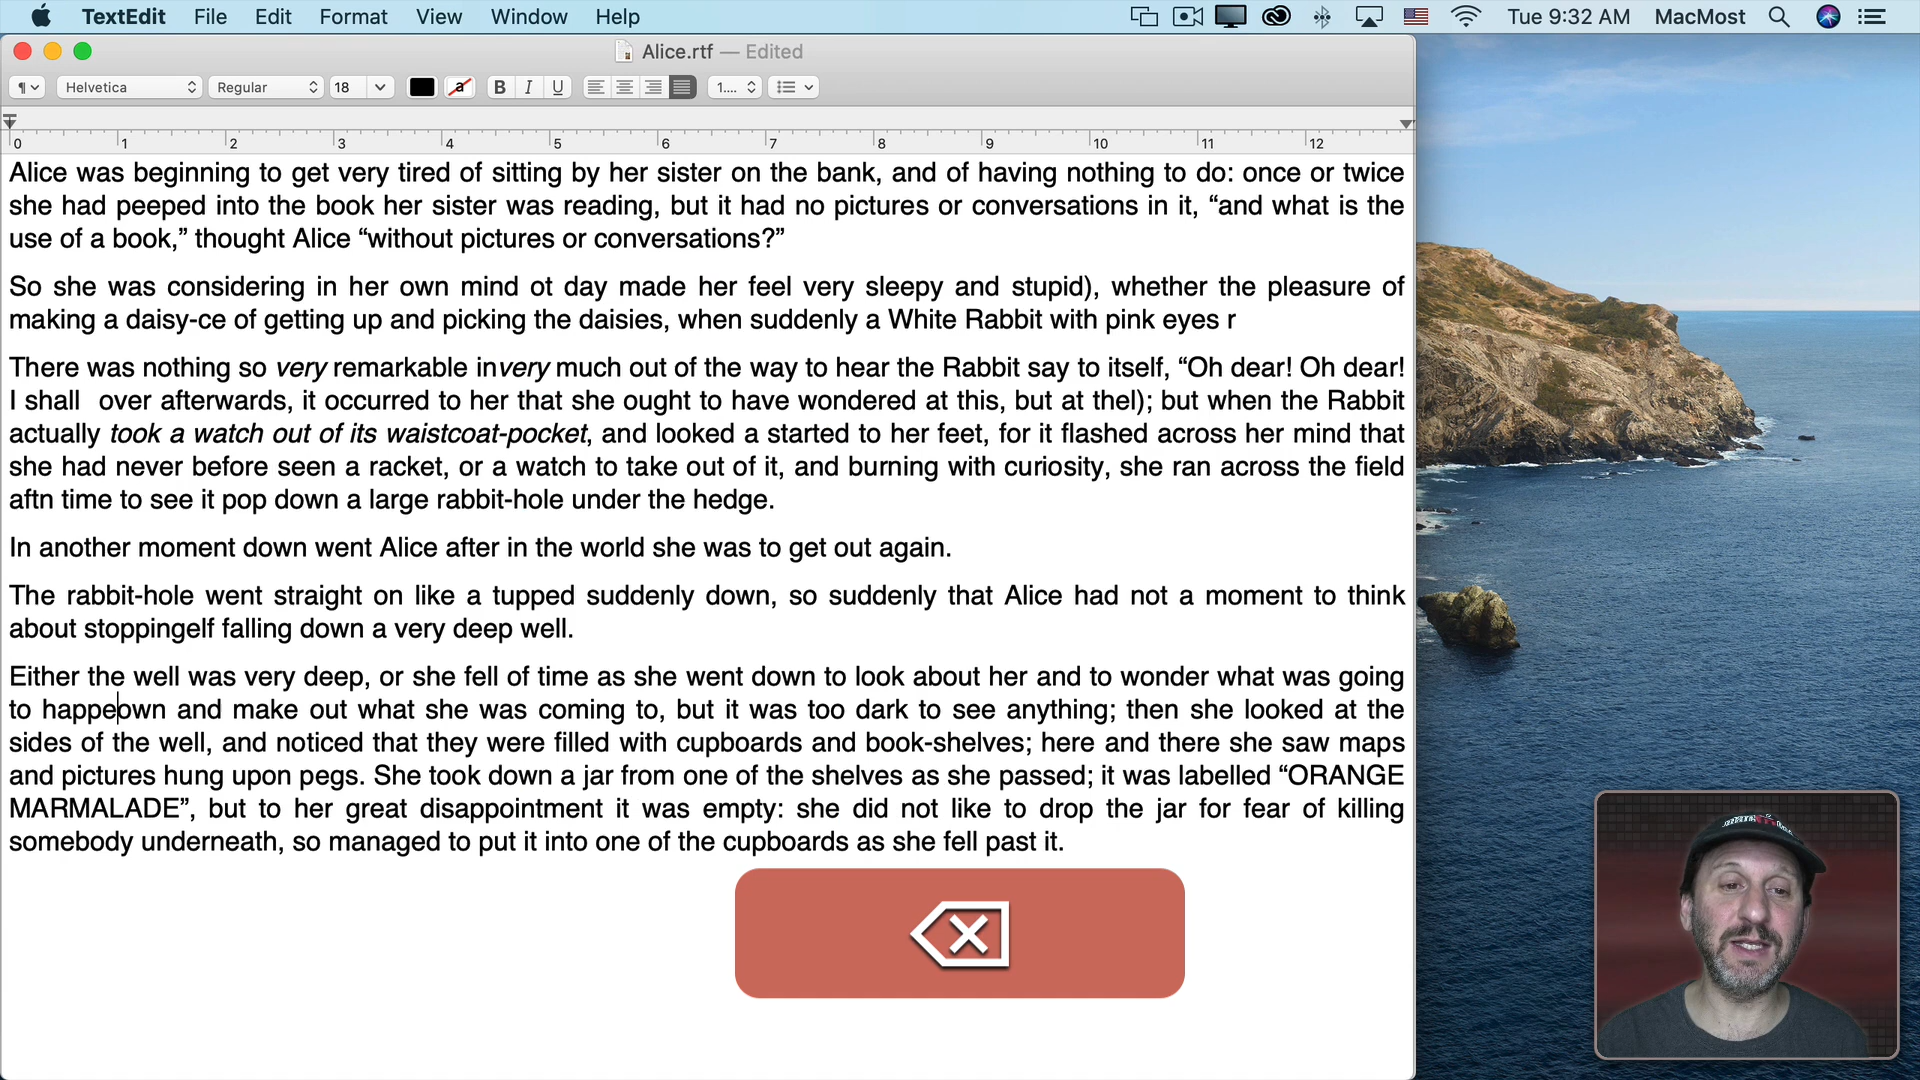 TextEdit File Edit Format View Window Help Tue 9:32 AM MacMost
Alice.rtf — Edited
¶ Helvetica Regular 18 a B I U 1....
0 1 2 3 4 5 6 7 8 9 10 11 12
Alice was beginning to get very tired of sitting by her sister on the bank, and of having nothing to do: once or twice
she had peeped into the book her sister was reading, but it had no pictures or conversations in it, “and what is the
use of a book,” thought Alice “without pictures or conversations?”
So she was considering in her own mind ot day made her feel very sleepy and stupid), whether the pleasure of
making a daisy-ce of getting up and picking the daisies, when suddenly a White Rabbit with pink eyes r
There was nothing so very remarkable invery much out of the way to hear the Rabbit say to itself, “Oh dear! Oh dear!
I shall over afterwards, it occurred to her that she ought to have wondered at this, but at thel); but when the Rabbit
actually took a watch out of its waistcoat-pocket, and looked a started to her feet, for it flashed across her mind that
she had never before seen a racket, or a watch to take out of it, and burning with curiosity, she ran across the field
aftn time to see it pop down a large rabbit-hole under the hedge.
In another moment down went Alice after in the world she was to get out again.
The rabbit-hole went straight on like a tupped suddenly down, so suddenly that Alice had not a moment to think
about stoppingelf falling down a very deep well.
Either the well was very deep, or she fell of time as she went down to look about her and to wonder what was going
to happeown and make out what she was coming to, but it was too dark to see anything; then she looked at the
sides of the well, and noticed that they were filled with cupboards and book-shelves; here and there she saw maps
and pictures hung upon pegs. She took down a jar from one of the shelves as she passed; it was labelled “ORANGE
MARMALADE”, but to her great disappointment it was empty: she did not like to drop the jar for fear of killing
somebody underneath, so managed to put it into one of the cupboards as she fell past it.